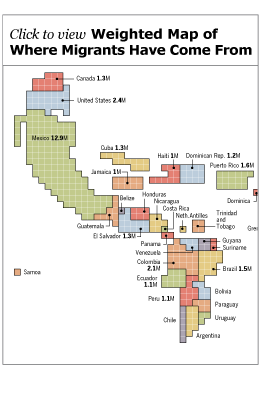 Click to view Weighted Map of
Where Migrants Have Come From
Canada 1.3M
United States 2.4M
Mexico 12.9M
Cuba 1.3M
Haiti 1M
Dominican Rep. 1.2M
Puerto Rico 1.6M
Jamaica 1M
Dominica
Belize
Honduras
Nicaragua
Costa Rica
Neth.Antilles
Trinidad
and
Tobago
Guatemala
El Salvador 1.3M
Panama
Venezuela
Guyana
Suriname
Colombia
2.1M
Brazil 1.5M
Samoa
Ecuador
1.1M
Peru 1.1M
Bolivia
Paraguay
Chile
Uruguay
Argentina